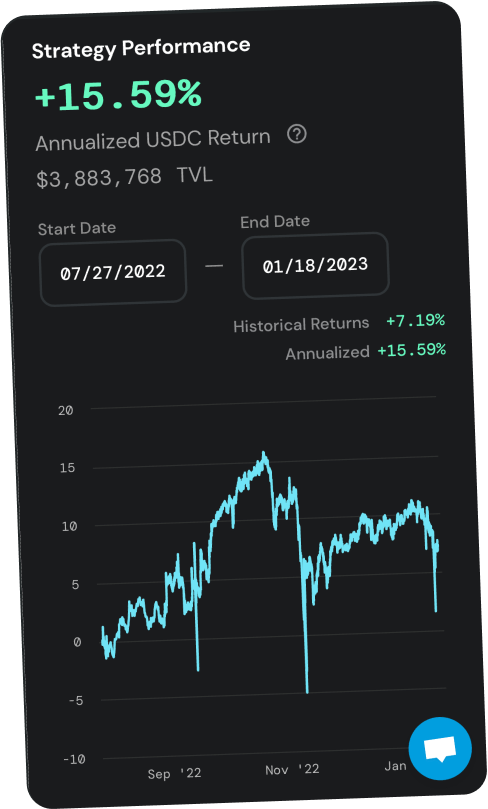 Strategy Performance
+15.59%
Annualized USDC Return ?
$3,883,768 TVL
Start Date
End Date
07/27/2022 — 01/18/2023
Historical Returns +7.19%
Annualized +15.59%
20
15
10
5
0
-5
-10
Sep '22 Nov '22 Jan